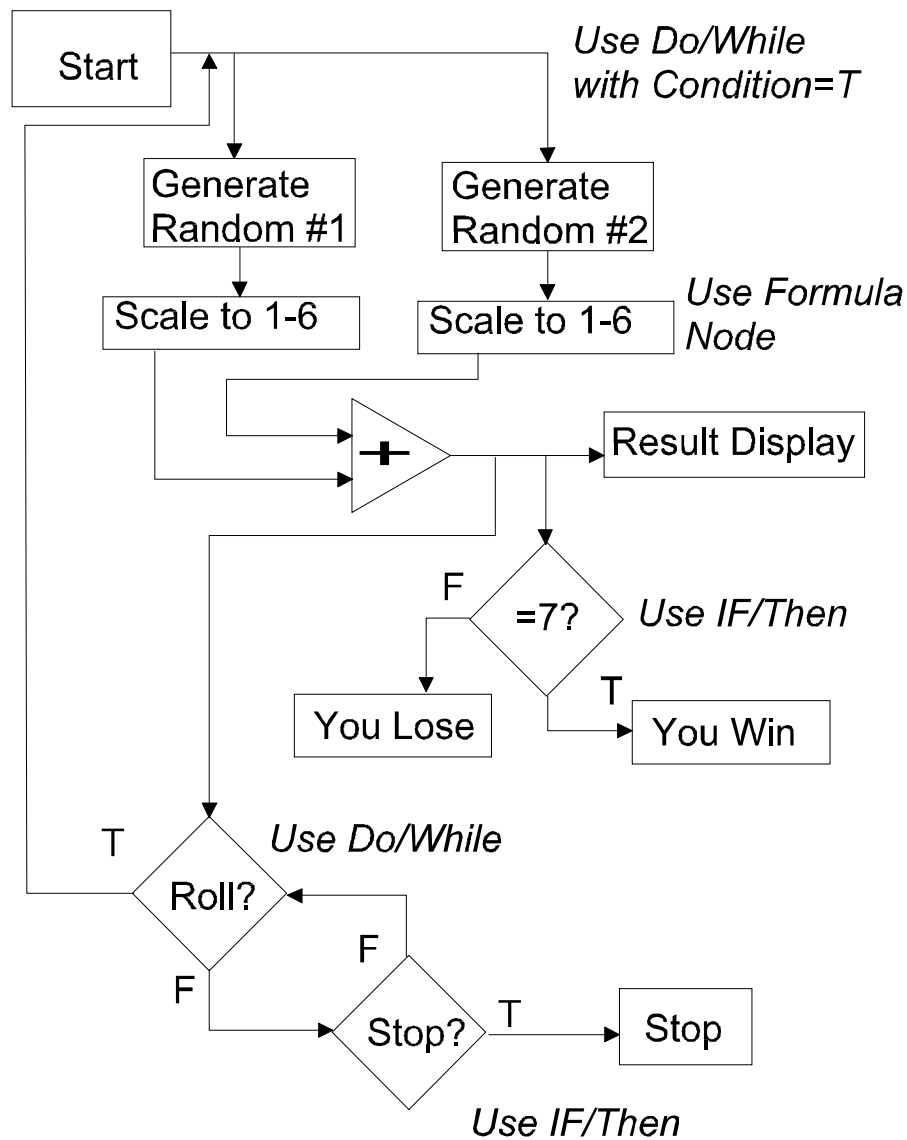 Start
Use Do/While
with Condition=T
Generate
Random #1
Generate
Random #2
Scale to 1-6
Scale to 1-6
Use Formula
Node
+
Result Display
F
=7?
Use IF/Then
T
You Lose
You Win
T
Use Do/While
Roll?
F
F
Stop?
T
Stop
Use IF/Then